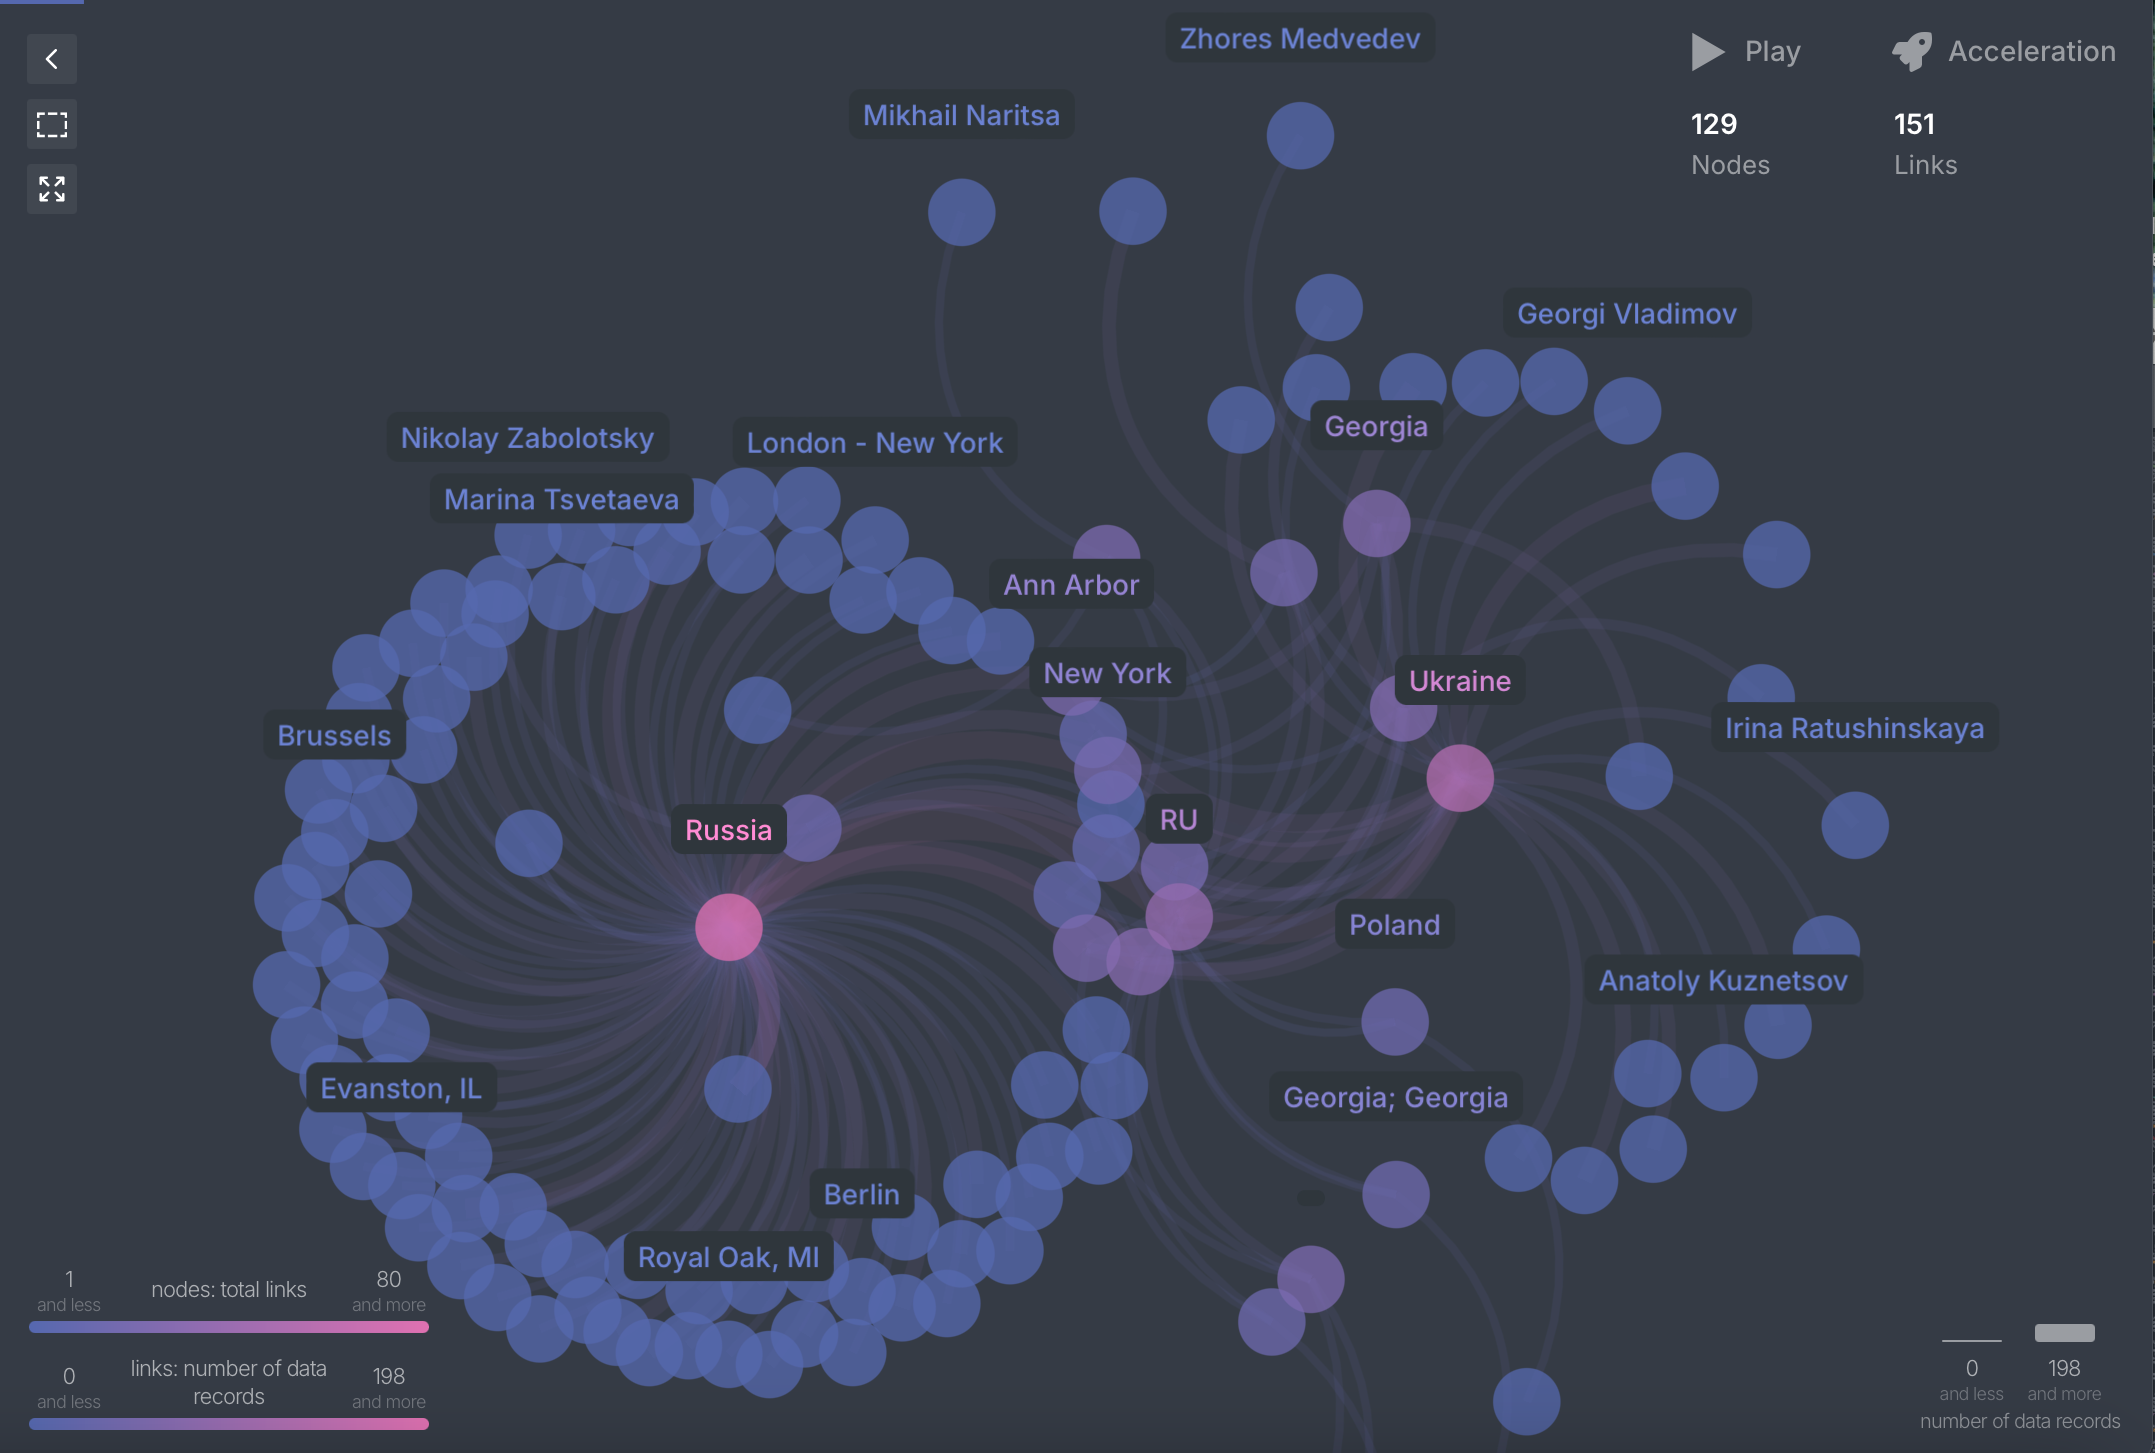 Zhores Medvedev
Play
Acceleration
Mikhail Naritsa
129
151
Nodes
Links
Georgi Vladimov
Georgia
Nikolay Zabolotsky
London - New York
Marina Tsvetaeva
Ann Arbor
New York
Ukraine
Irina Ratushinskaya
Brussels
RU
Russia
Poland
Anatoly Kuznetsov
Evanston, IL
Georgia; Georgia
Berlin
Royal Oak, MI
1
and less
nodes: total links
80
and more
0
and less
links: number of data
records
198
and more
0
and less
198
and more
number of data records